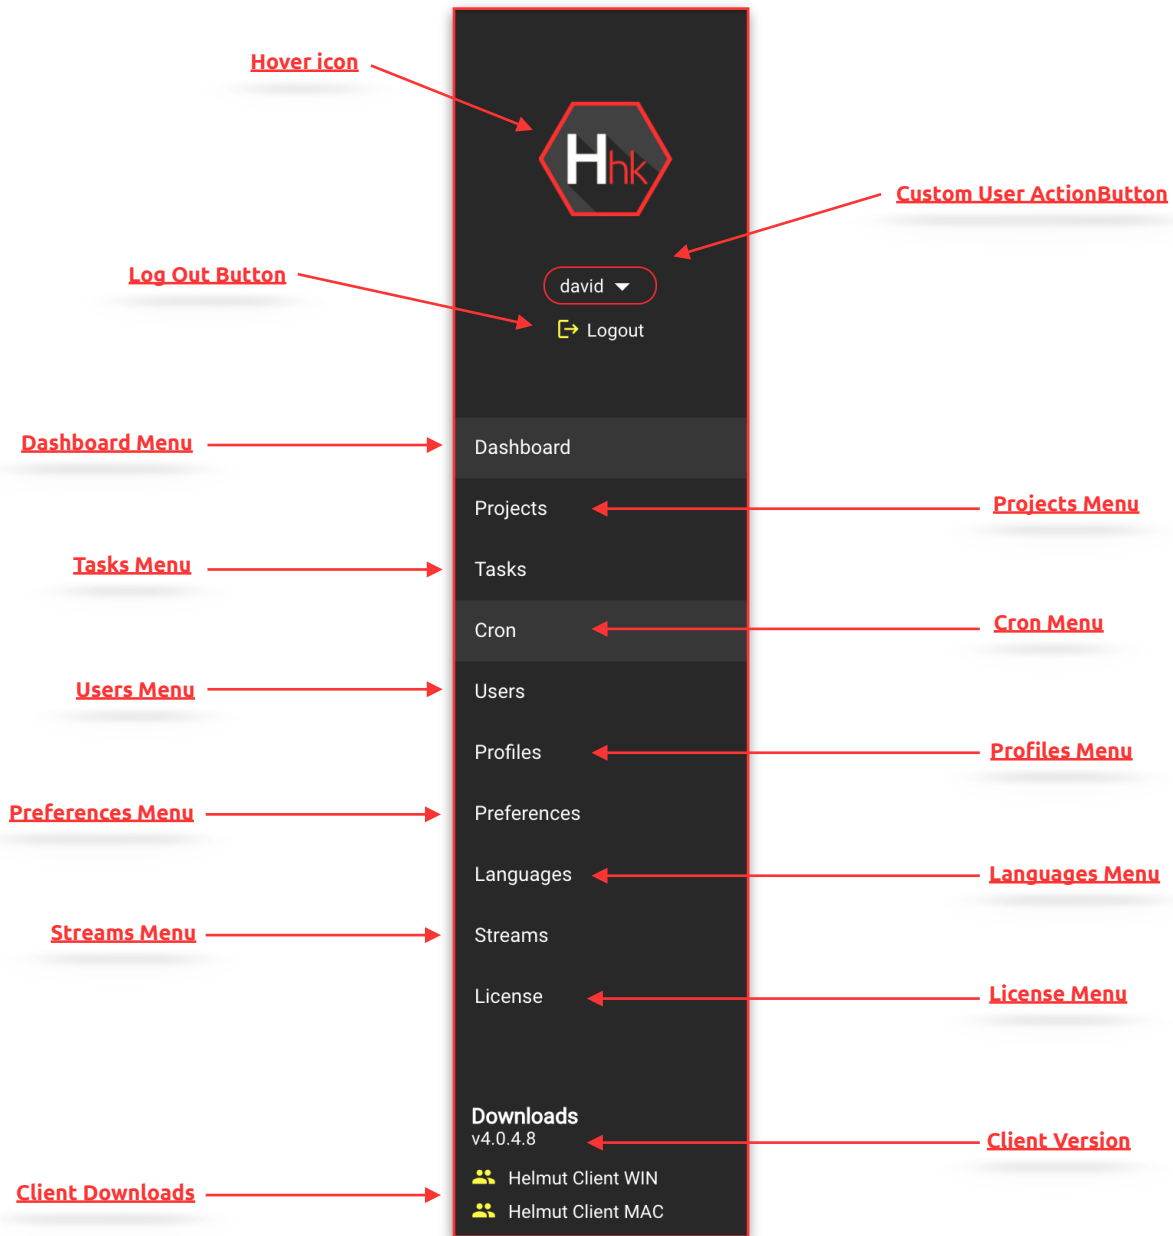 Hover icon
Hhk
Custom User ActionButton
Log Out Button
david
Logout
Dashboard Menu
Dashboard
Projects
Projects Menu
Tasks Menu
Tasks
Cron
Cron Menu
Users Menu
Users
Profiles
Profiles Menu
Preferences Menu
Preferences
Languages
Languages Menu
Streams Menu
Streams
License
License Menu
Downloads
v4.0.4.8
Client Version
Helmut Client WIN
Client Downloads
Helmut Client MAC